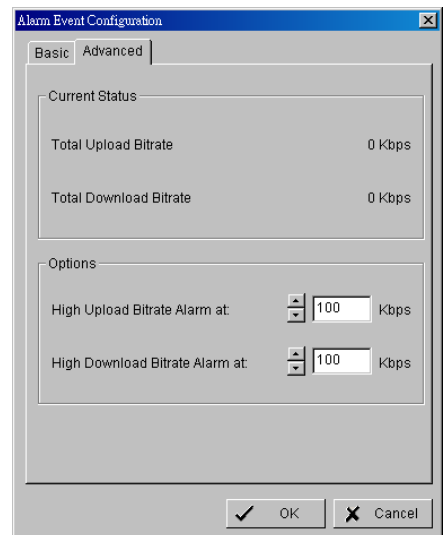 Alarm Event Configuration
Basic Advanced
Current Status
Total Upload Bitrate 0 Kbps
Total Download Bitrate 0 Kbps
Options
High Upload Bitrate Alarm at: 100 Kbps
High Download Bitrate Alarm at: 100 Kbps
OK Cancel